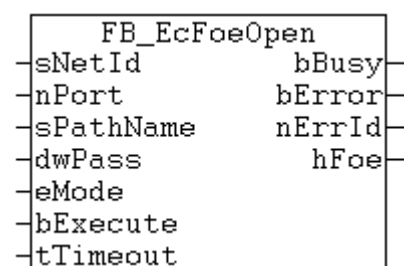 FB_EcFoeOpen
sNetId bBusy
nPort bError
sPathName nErrId
dwPass hFoe
eMode
bExecute
tTimeout